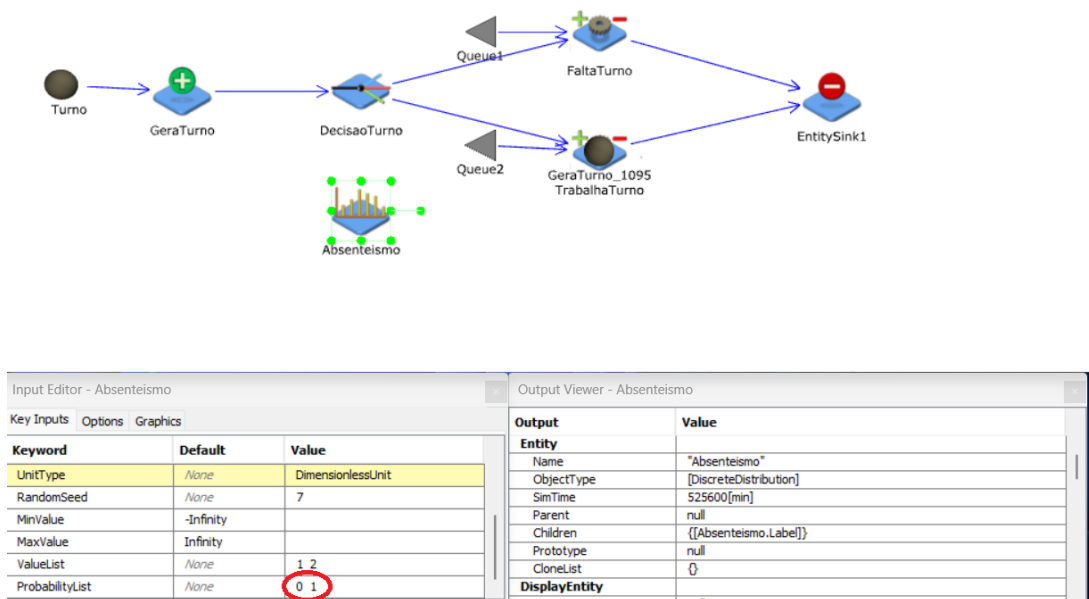 Queue1
FaltaTurno
Turno
GeraTurno
DecisaoTurno
EntitySink1
Queue2
GeraTurno_1095
TrabalhaTurno
Absenteismo
Input Editor - Absenteismo
Key Inputs Options Graphics
Keyword Default Value
UnitType None DimensionlessUnit
RandomSeed None 7
MinValue -Infinity
MaxValue Infinity
ValueList None 1 2
ProbabilityList None 0 1
Output Viewer - Absenteismo
Output Value
Entity
Name "Absenteismo"
ObjectType [DiscreteDistribution]
SimTime 525600[min]
Parent null
Children {[Absenteismo.Label]}
Prototype null
CloneList {}
DisplayEntity